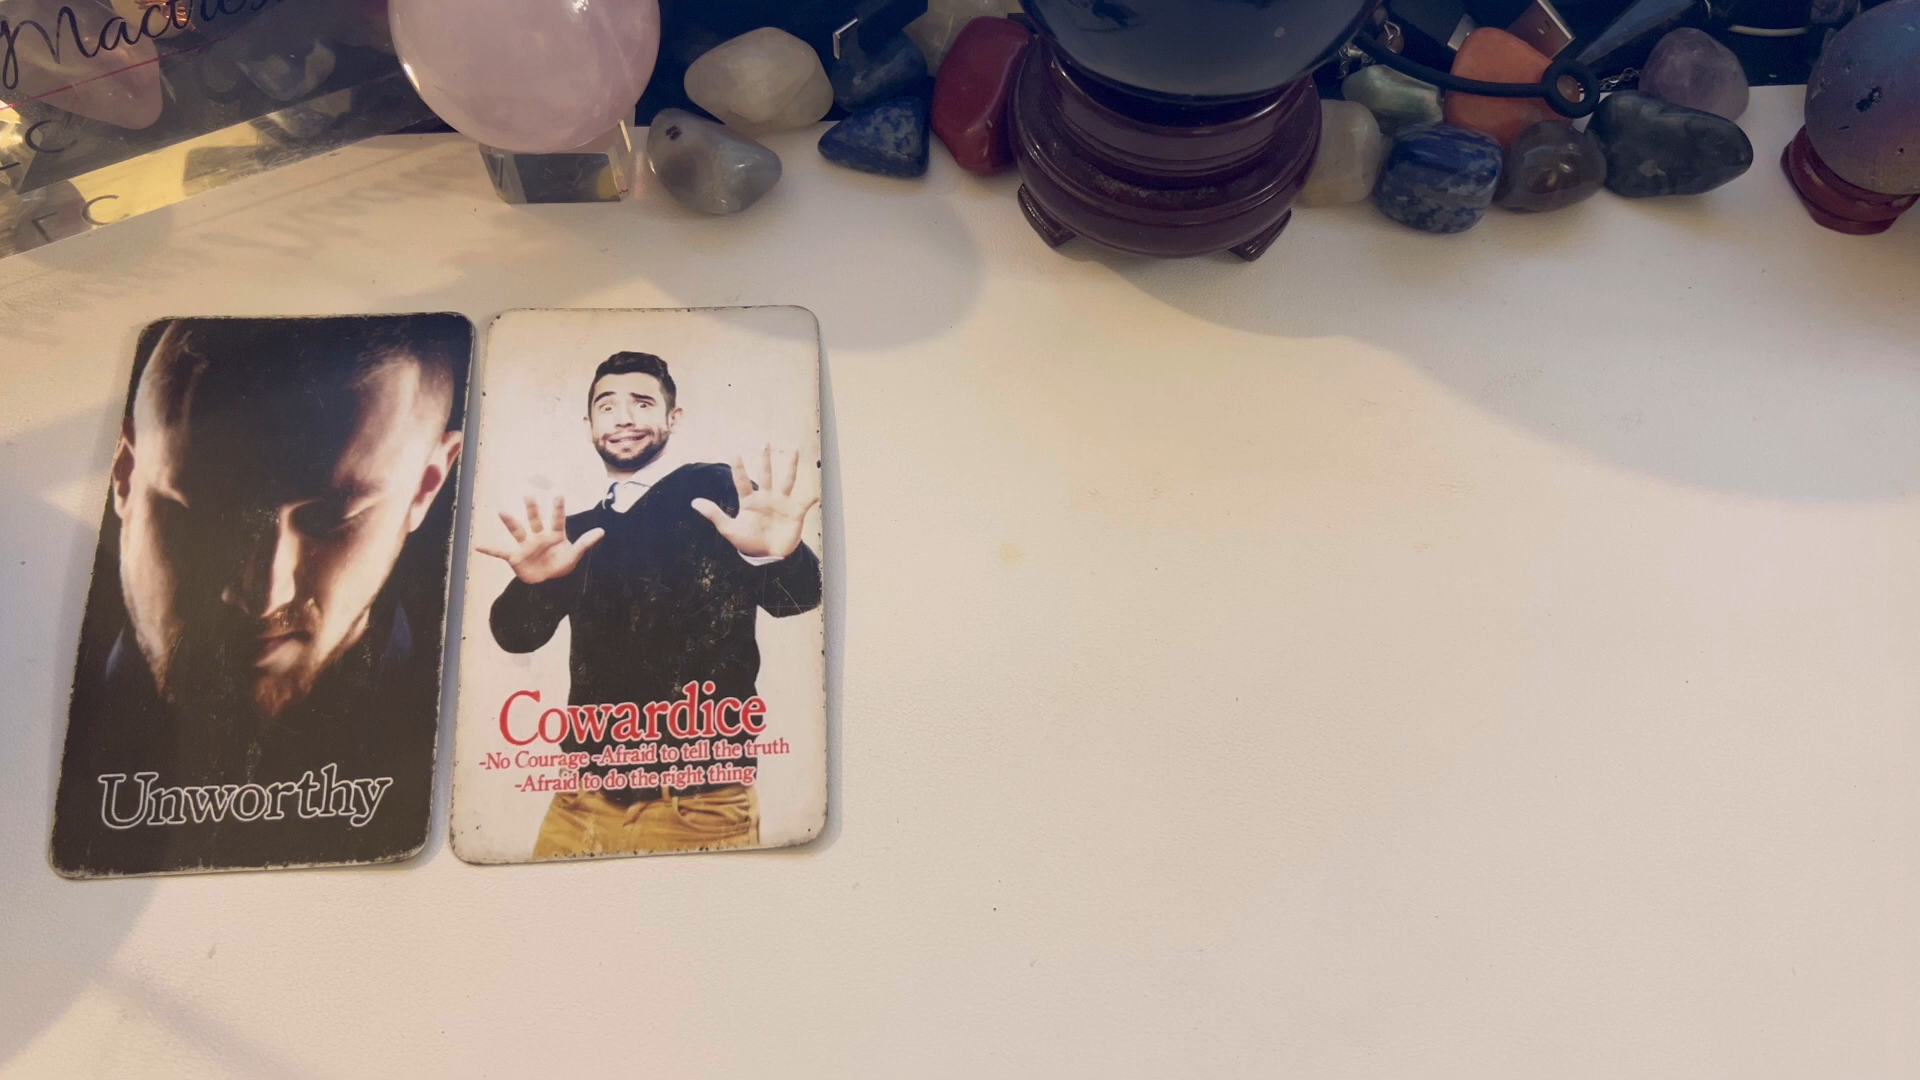 Unworthy
Cowardice
-No Courage -Afraid to tell the truth
-Afraid to do the right thing